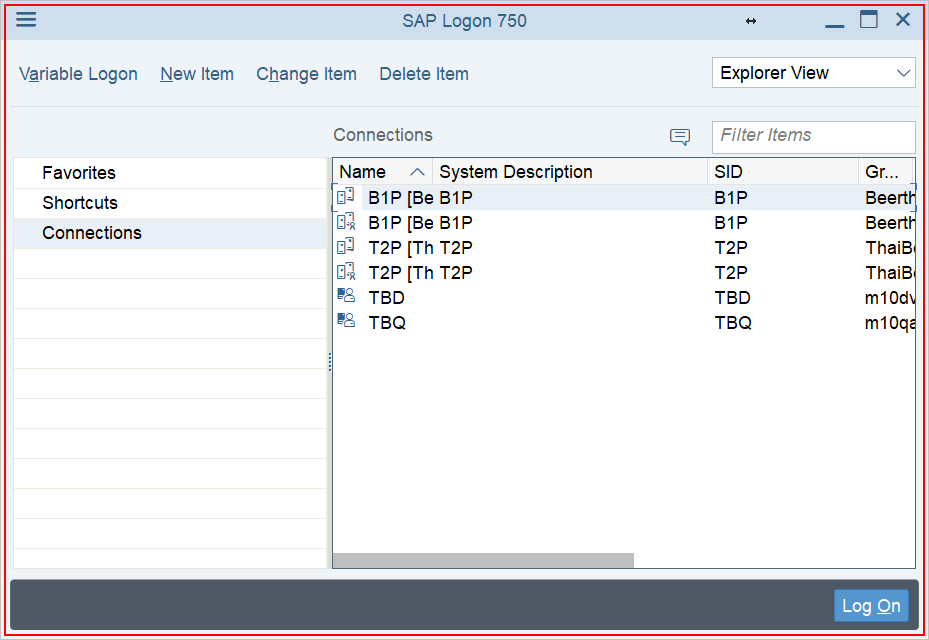 SAP Logon 750
Variable Logon New Item Change Item Delete Item Explorer View
Connections Filter Items
Favorites
Shortcuts
Connections
Name System Description SID Gr...
B1P [Be B1P B1P Beerth
B1P [Be B1P B1P Beerth
T2P [Th T2P T2P ThaiBe
T2P [Th T2P T2P ThaiBe
TBD TBD m10dv
TBQ TBQ m10qa
Log On